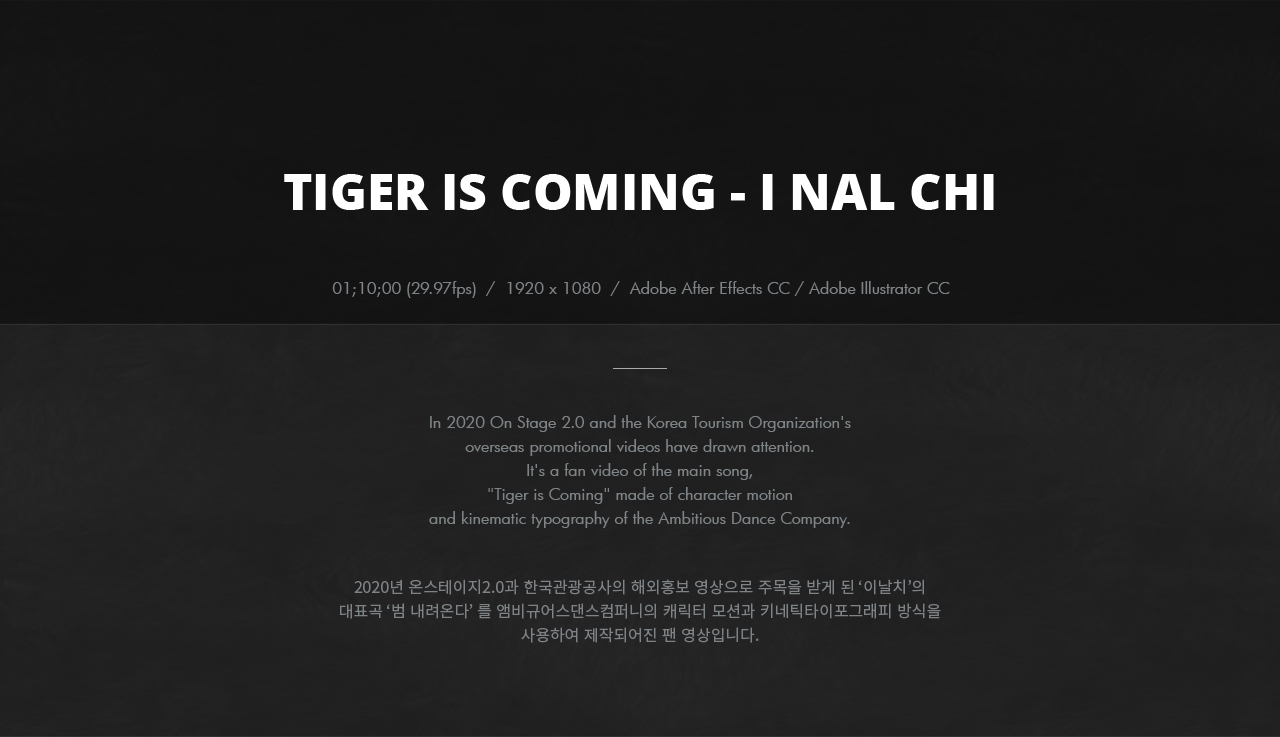 TIGER IS COMING - I NAL CHI
01;10;00 (29.97fps) / 1920 x 1080 / Adobe After Effects CC / Adobe Illustrator CC
In 2020 On Stage 2.0 and the Korea Tourism Organization's
overseas promotional videos have drawn attention.
It's a fan video of the main song,
"Tiger is Coming" made of character motion
and kinematic typography of the Ambitious Dance Company.
2020년 온스테이지2.0과 한국관광공사의 해외홍보 영상으로 주목을 받게 된 ‘이날치’의
대표곡 ‘범 내려온다’ 를 앰비규어스댄스컴퍼니의 캐릭터 모션과 키네틱타이포그래피 방식을
사용하여 제작되어진 팬 영상입니다.